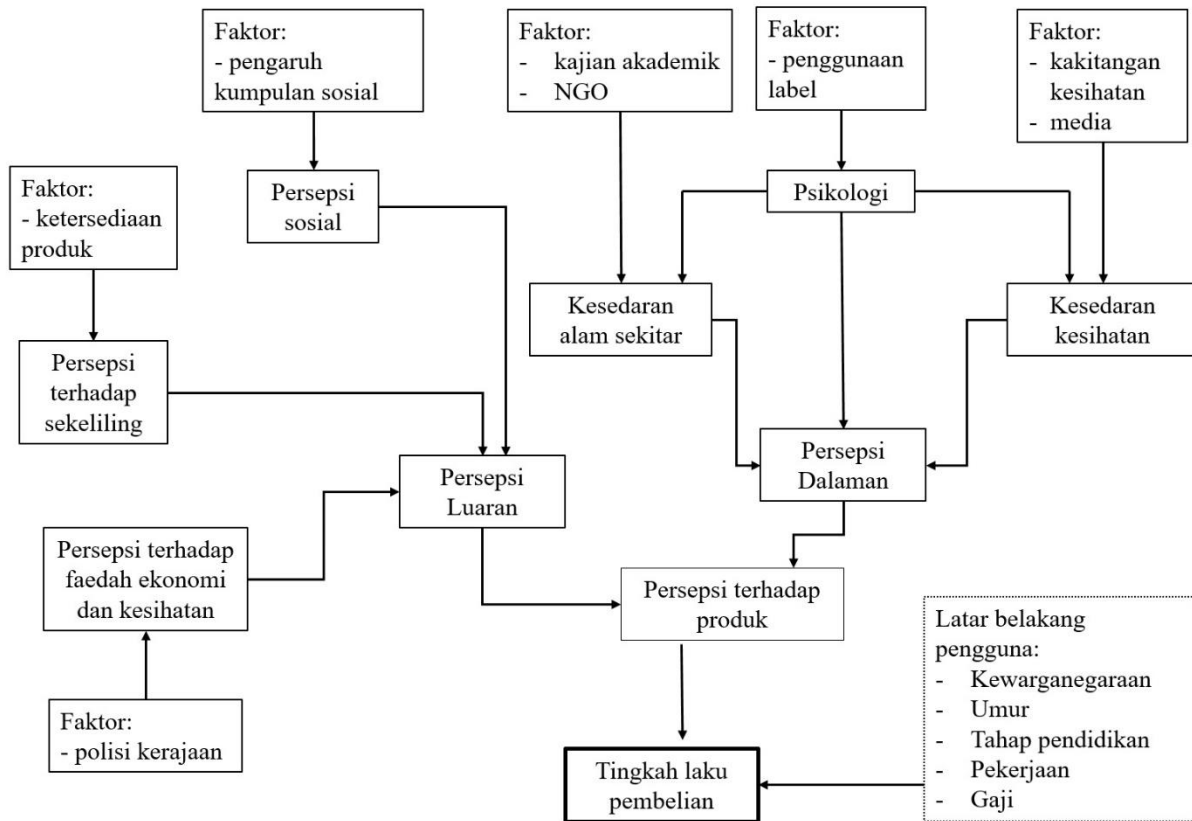 Faktor:
- pengaruh
kumpulan sosial
Faktor:
- kajian akademik
- NGO
Faktor:
- penggunaan
label
Faktor:
- kakitangan
kesihatan
- media
Faktor:
- ketersediaan
produk
Persepsi
sosial
Psikologi
Kesedaran
alam sekitar
Kesedaran
kesihatan
Persepsi
terhadap
sekeliling
Persepsi
Luaran
Persepsi
Dalaman
Persepsi terhadap
faedah ekonomi
dan kesihatan
Persepsi terhadap
produk
Latar belakang
pengguna:
- Kewarganegaraan
- Umur
- Tahap pendidikan
- Pekerjaan
- Gaji
Faktor:
- polisi kerajaan
Tingkah laku
pembelian